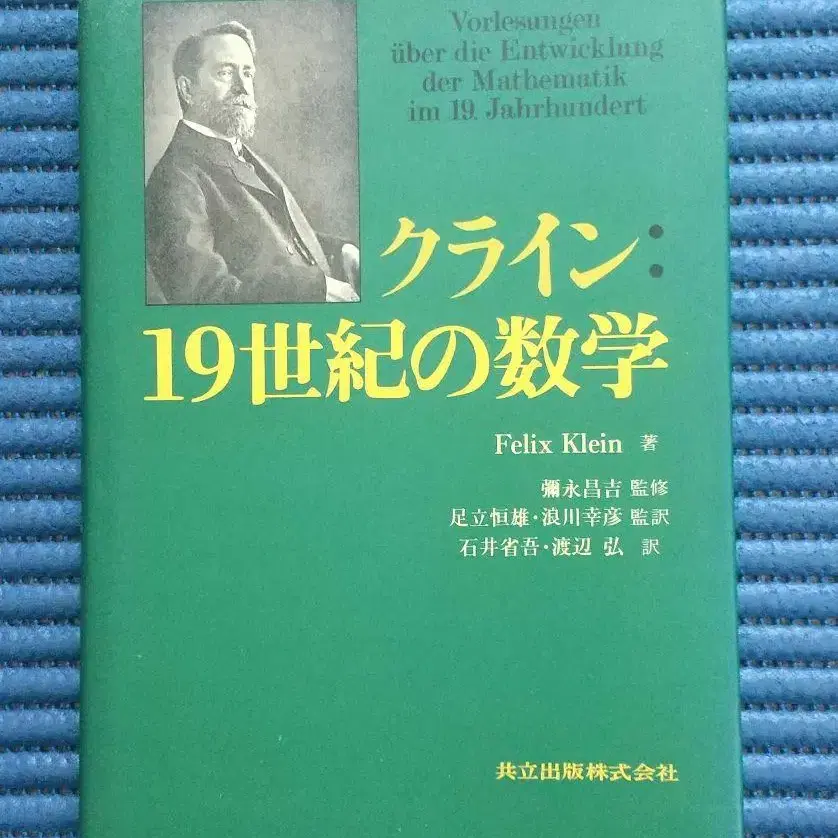 Vorlesungen
über die Entwicklung
der Mathematik
im 19. Jahrhundert
クライン:
19世紀の数学
Felix Klein 著
彌永昌吉 監修
足立恒雄・浪川幸彦 監訳
石井省吾・渡辺 弘 訳
共立出版株式会社